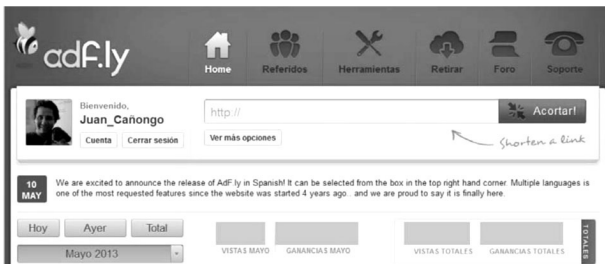 adf.ly
Home Referidos Herramientas Retirar Foro Soporte
Bienvenido,
Juan_Cañongo
Cuenta Cerrar sesión
http://
Acortar!
Ver màs opciones
Shorten a link
10
MAY
We are excited to announce the release of AdF.ly in Spanish! It can be selected from the box in the top right hand corner. Multiple languages is
one of the most requested features since the website was started 4 years ago.. and we are proud to say it is finally here.
Hoy Ayer Total
Mayo 2013
VISTAS MAYO GANANCIAS MAYO VISTAS TOTALES GANANCIAS TOTALES
TOTALES